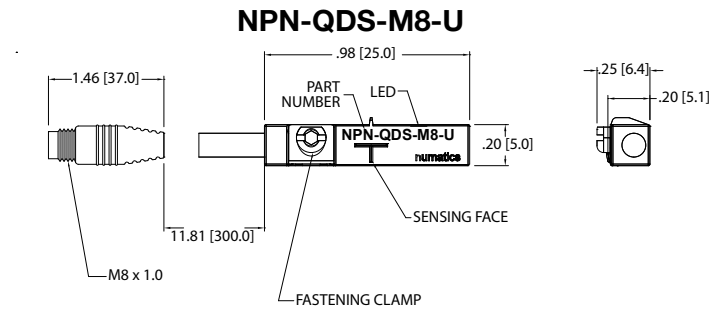 NPN-QDS-M8-U
.98 [25.0]
1.46 [37.0]
.25 [6.4]
PART
NUMBER
LED
.20 [5.1]
NPN-QDS-M8-U
.20 [5.0]
numatics
SENSING FACE
11.81 [300.0]
M8 x 1.0
FASTENING CLAMP